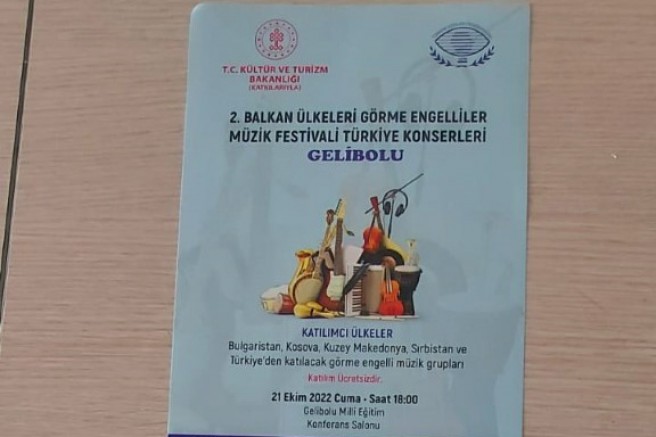 T.C. KÜLTÜR VE TURİZM
BAKANLIĞI
(KATKILARIYLA)
2. BALKAN ÜLKELERİ GÖRME ENGELLİLER
MÜZİK FESTİVALİ TÜRKİYE KONSERLERİ
GELİBOLU
KATILIMCI ÜLKELER
Bulgaristan, Kosova, Kuzey Makedonya, Sırbistan ve
Türkiye'den katılacak görme engelli müzik grupları
Katılım Ücretsizdir.
21 Ekim 2022 Cuma - Saat 18:00
Gelibolu Milli Eğitim
Konferans Salonu